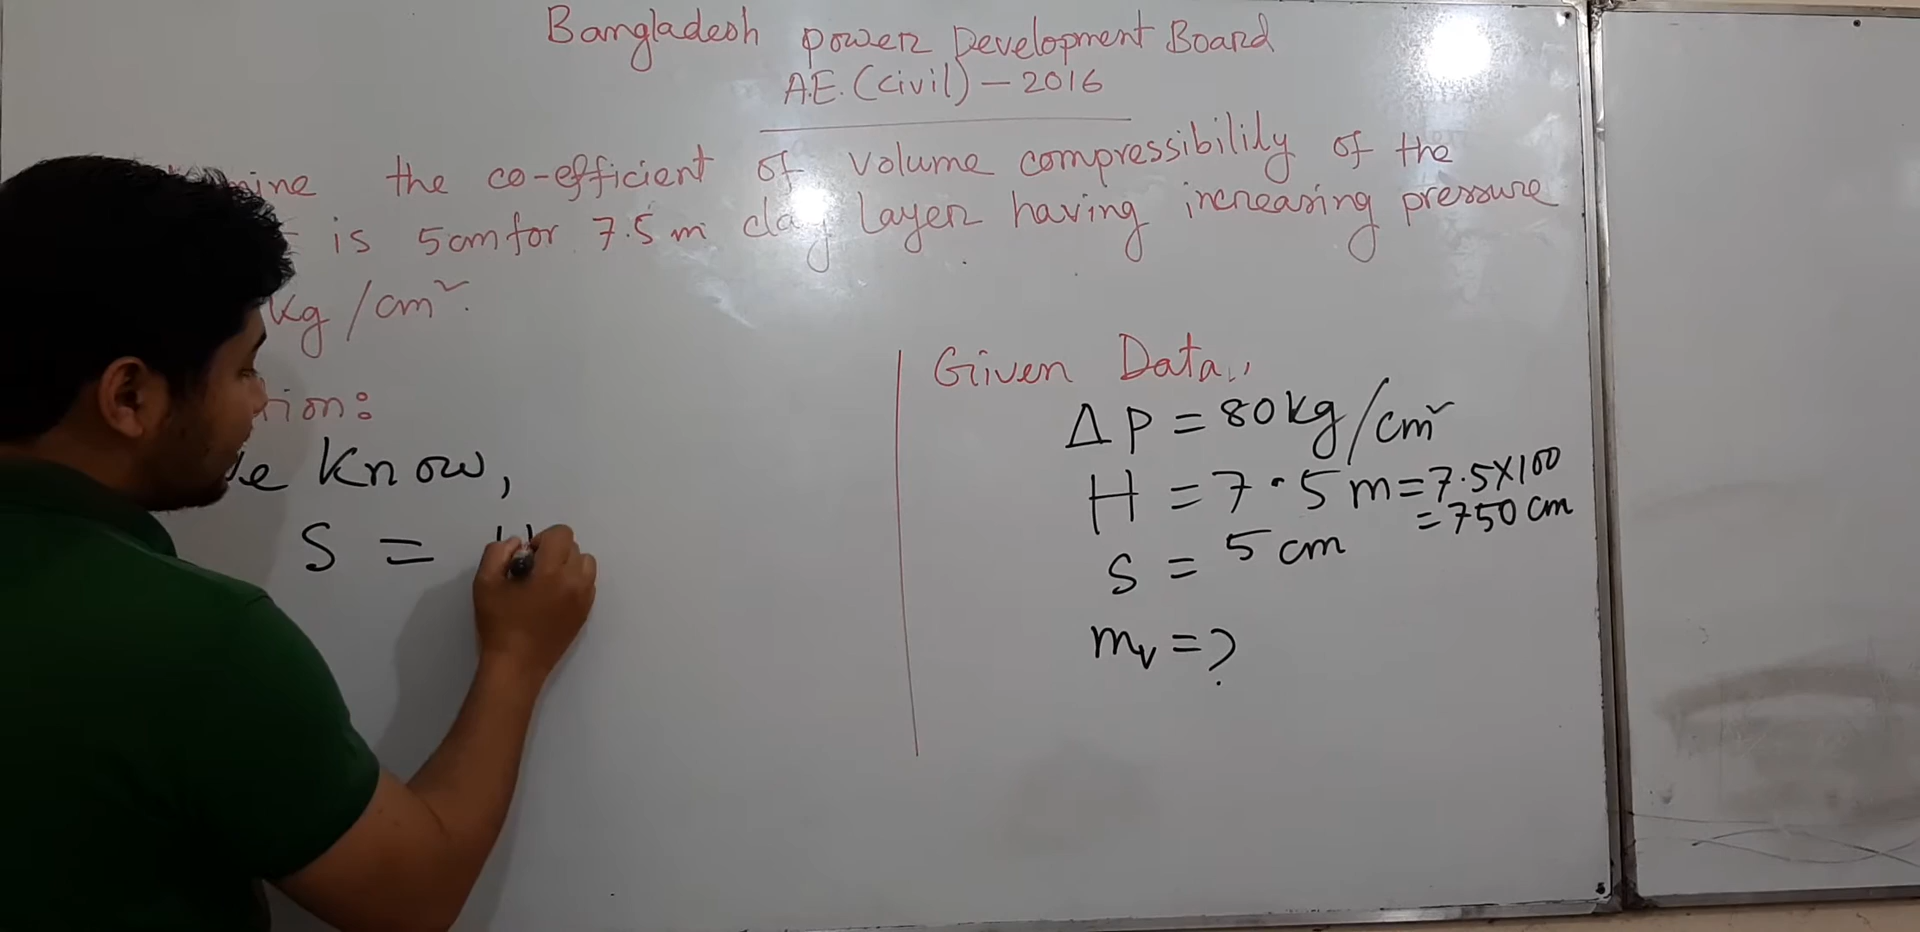 Bangladesh power Development Board
A.E. (civil) – 2016
the co-efficient of volume compressibility of the
is 5cm for 7.5 m clay layer having increasing pressure
kg/cm².
Given Data,,
ΔP = 80 kg/cm²
H = 7.5 m = 7.5×100
= 750 cm
S = 5 cm
mv = ?
know,
S =